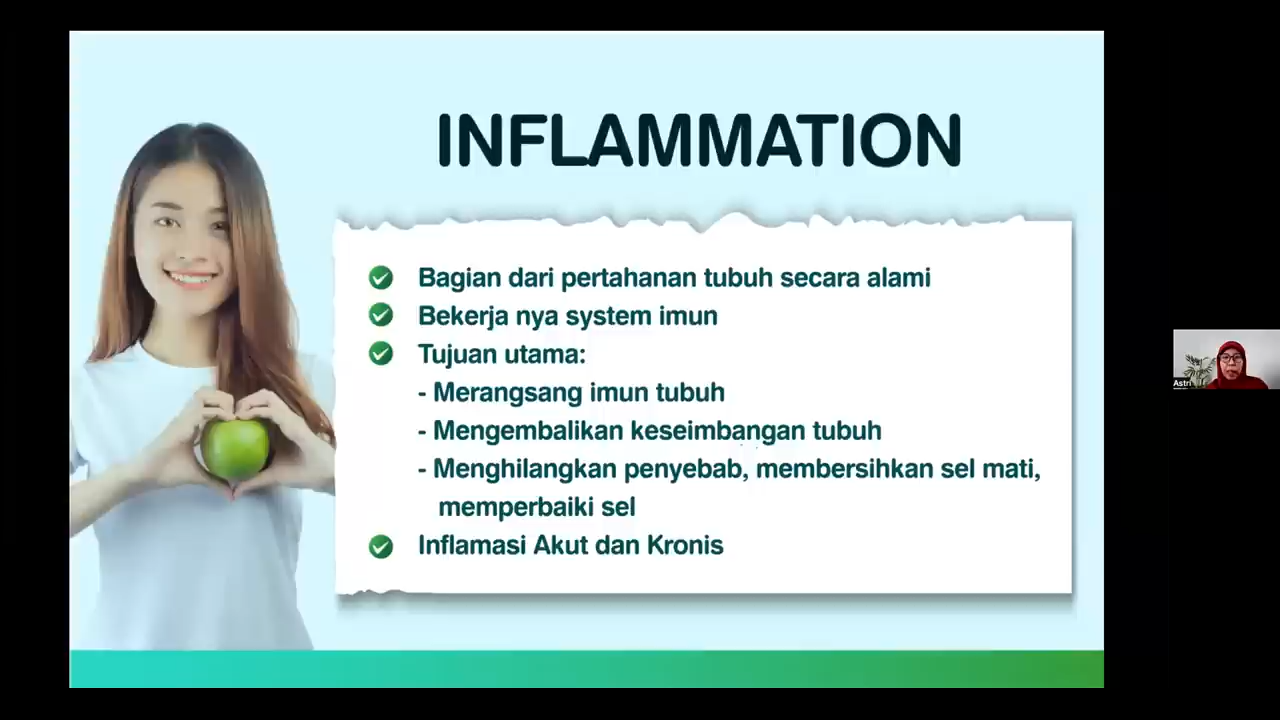 INFLAMMATION
Bagian dari pertahanan tubuh secara alami
Bekerja nya system imun
Tujuan utama:
- Merangsang imun tubuh
- Mengembalikan keseimbangan tubuh
- Menghilangkan penyebab, membersihkan sel mati,
memperbaiki sel
Inflamasi Akut dan Kronis
Astri